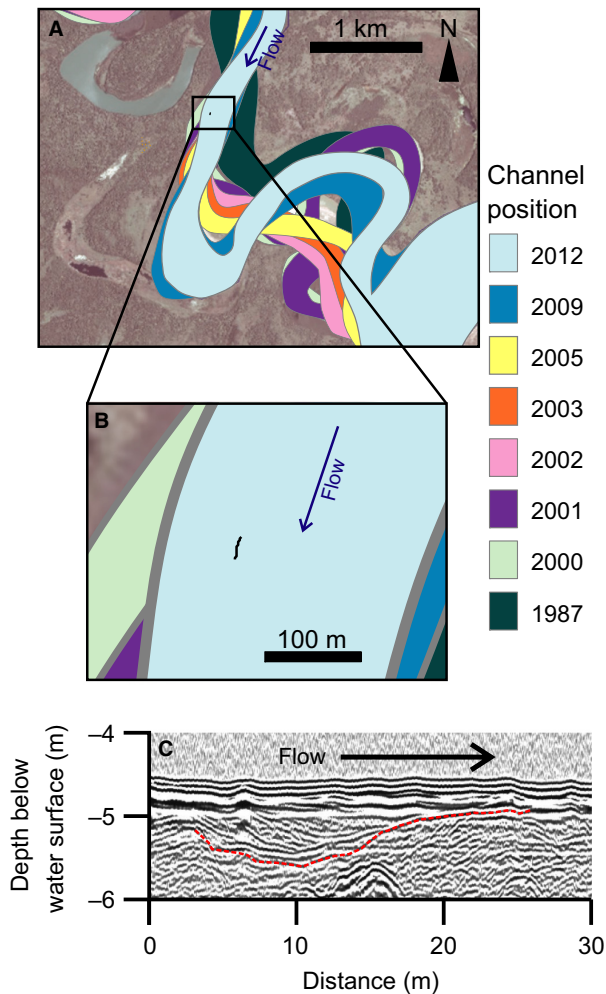 A
1 km
N
Flow
Channel
position
2012
2009
2005
2003
2002
2001
2000
1987
B
Flow
100 m
C
Flow
Depth below
water surface (m)
–4
–5
–6
0
10
20
30
Distance (m)